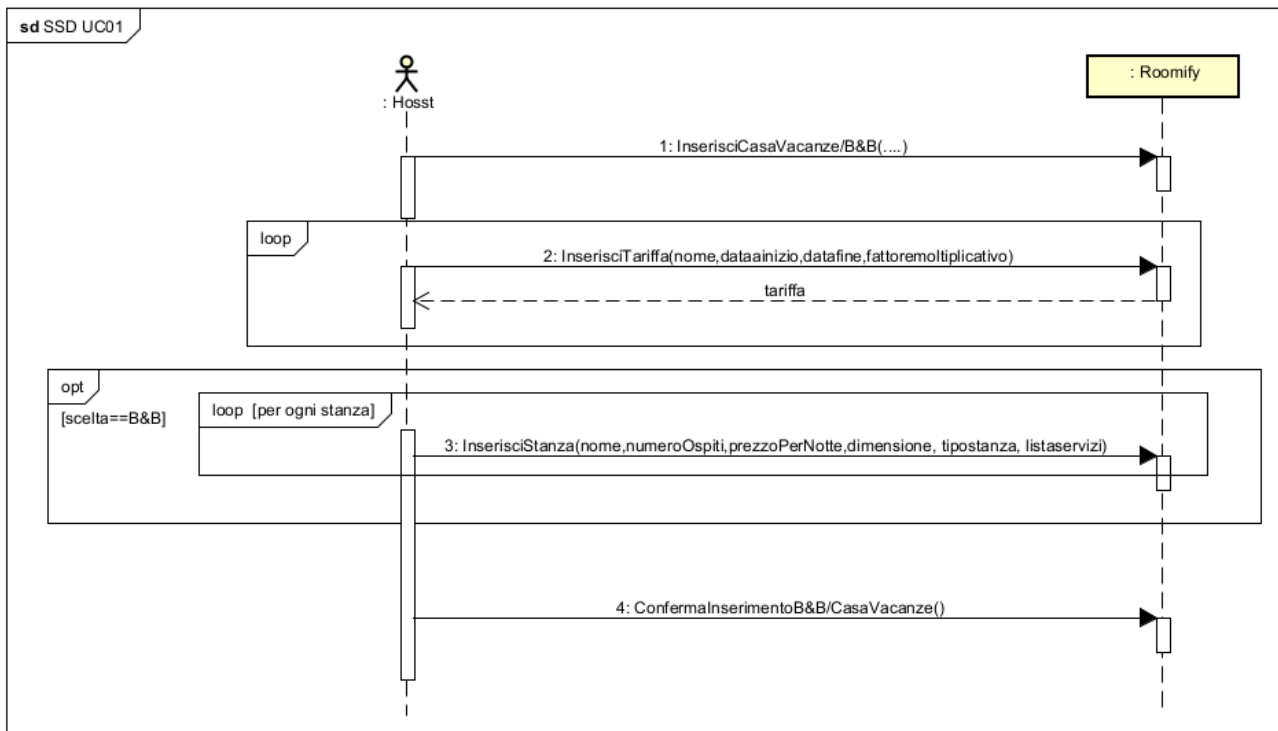 sd SSD UC01
: Hosst
: Roomify
1: InserisciCasaVacanze/B&B(....)
loop
2: InserisciTariffa(nome,dataainizio,datafine,fattoremoltiplicativo)
tariffa
opt
[scelta==B&B]
loop [per ogni stanza]
3: InserisciStanza(nome,numeroOspiti,prezzoPerNotte,dimensione, tipostanza, listaservizi)
4: ConfermaInserimentoB&B/CasaVacanze()